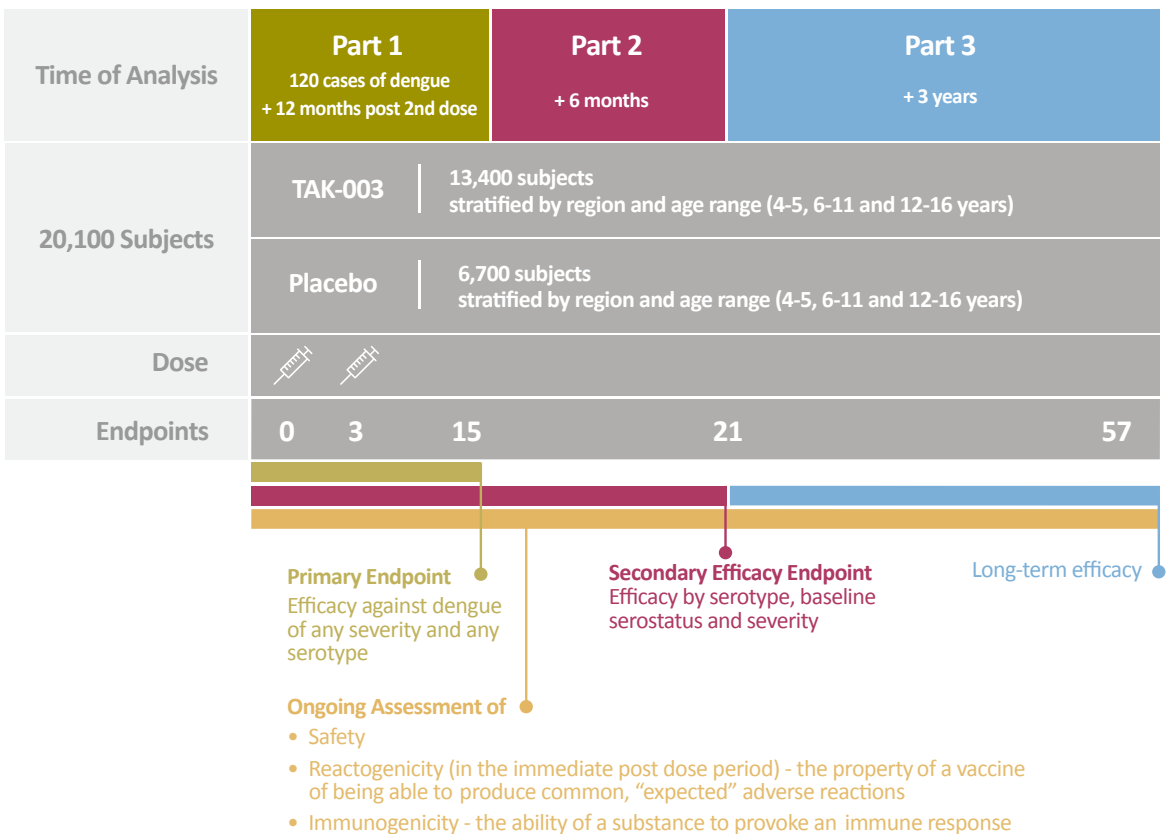 Time of Analysis
Part 1
120 cases of dengue
+ 12 months post 2nd dose
Part 2
+ 6 months
Part 3
+ 3 years
20,100 Subjects
TAK-003
13,400 subjects
stratified by region and age range (4-5, 6-11 and 12-16 years)
Placebo
6,700 subjects
stratified by region and age range (4-5, 6-11 and 12-16 years)
Dose
Endpoints
0 3 15 21 57
Primary Endpoint
Efficacy against dengue
of any severity and any
serotype
Secondary Efficacy Endpoint
Efficacy by serotype, baseline
serostatus and severity
Long-term efficacy
Ongoing Assessment of
• Safety
• Reactogenicity (in the immediate post dose period) - the property of a vaccine
of being able to produce common, “expected” adverse reactions
• Immunogenicity - the ability of a substance to provoke an immune response